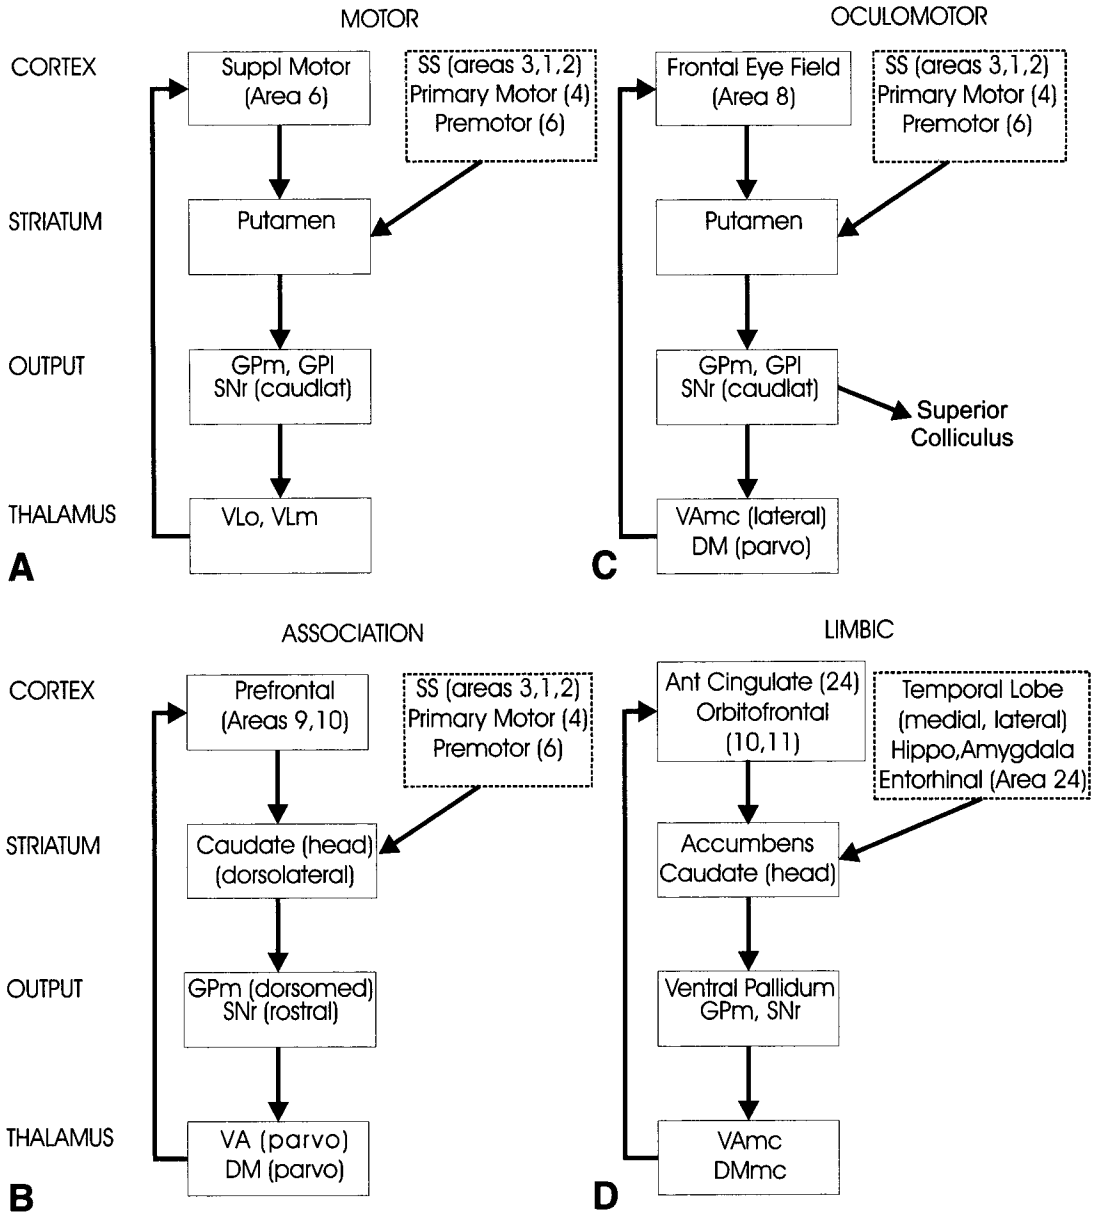 MOTOR
CORTEX
Suppl Motor
(Area 6)
SS (areas 3,1,2)
Primary Motor (4)
Premotor (6)
STRIATUM
Putamen
OUTPUT
GPm, GPl
SNr (caudlat)
THALAMUS
VLo, VLm
A
OCULOMOTOR
Frontal Eye Field
(Area 8)
SS (areas 3,1,2)
Primary Motor (4)
Premotor (6)
Putamen
GPm, GPl
SNr (caudlat)
Superior
Colliculus
VAmc (lateral)
DM (parvo)
C
ASSOCIATION
CORTEX
Prefrontal
(Areas 9,10)
SS (areas 3,1,2)
Primary Motor (4)
Premotor (6)
STRIATUM
Caudate (head)
(dorsolateral)
OUTPUT
GPm (dorsomed)
SNr (rostral)
THALAMUS
VA (parvo)
DM (parvo)
B
LIMBIC
Ant Cingulate (24)
Orbitofrontal
(10,11)
Temporal Lobe
(medial, lateral)
Hippo,Amygdala
Entorhinal (Area 24)
Accumbens
Caudate (head)
Ventral Pallidum
GPm, SNr
VAmc
DMmc
D